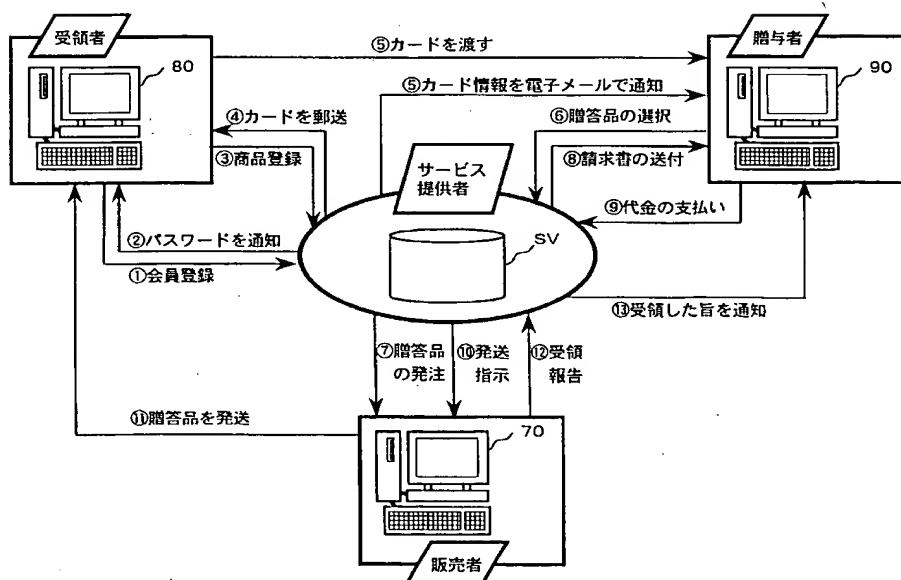 受領者
80
⑤カードを渡す
贈与者
90
⑤カード情報を電子メールで通知
④カードを郵送
③商品登録
⑥贈答品の選択
⑧請求書の送付
サービス
提供者
⑨代金の支払い
②パスワードを通知
①会員登録
SV
⑬受領した旨を通知
⑦贈答品
の発注
⑩発送
指示
⑫受領
報告
⑪贈答品を発送
70
販売者